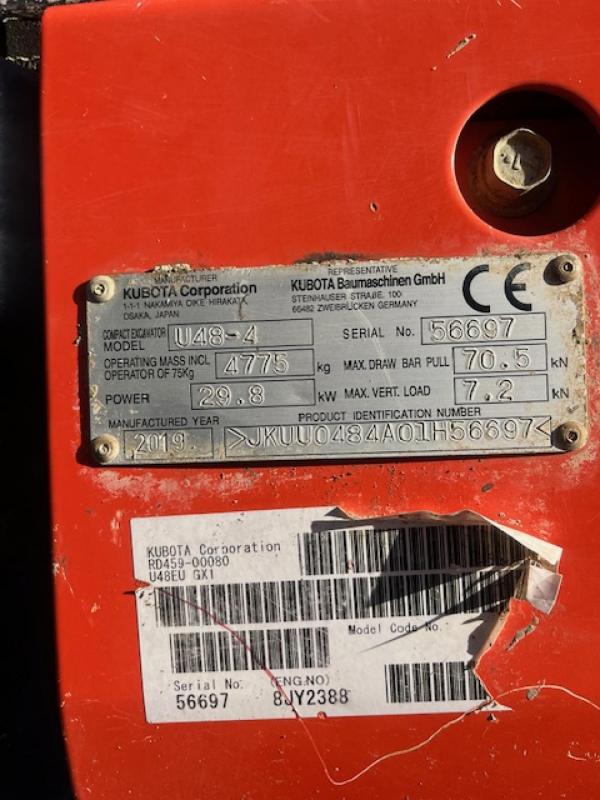 MANUFACTURER
KUBOTA Corporation
1-1-1 NAKAMIYA OIKE HIRAKATA,
OSAKA, JAPAN
REPRESENTATIVE
KUBOTA Baumaschinen GmbH
STEINHAUSER STRAßE, 100
66482 ZWEIBRÜCKEN GERMANY
CE
COMPACT EXCAVATOR
MODEL U48-4 SERIAL No. 56697
OPERATING MASS INCL
OPERATOR OF 75Kg 4775 kg MAX. DRAW BAR PULL 70.5 kN
POWER 29.8 kW MAX. VERT. LOAD 7.2 kN
MANUFACTURED YEAR PRODUCT IDENTIFICATION NUMBER
2019. >JKUU0484A01H56697<
KUBOTA Corporation
RD459-00080
U48EU GX1
Model Code No.
Serial No. (ENG.NO)
56697 8JY2388